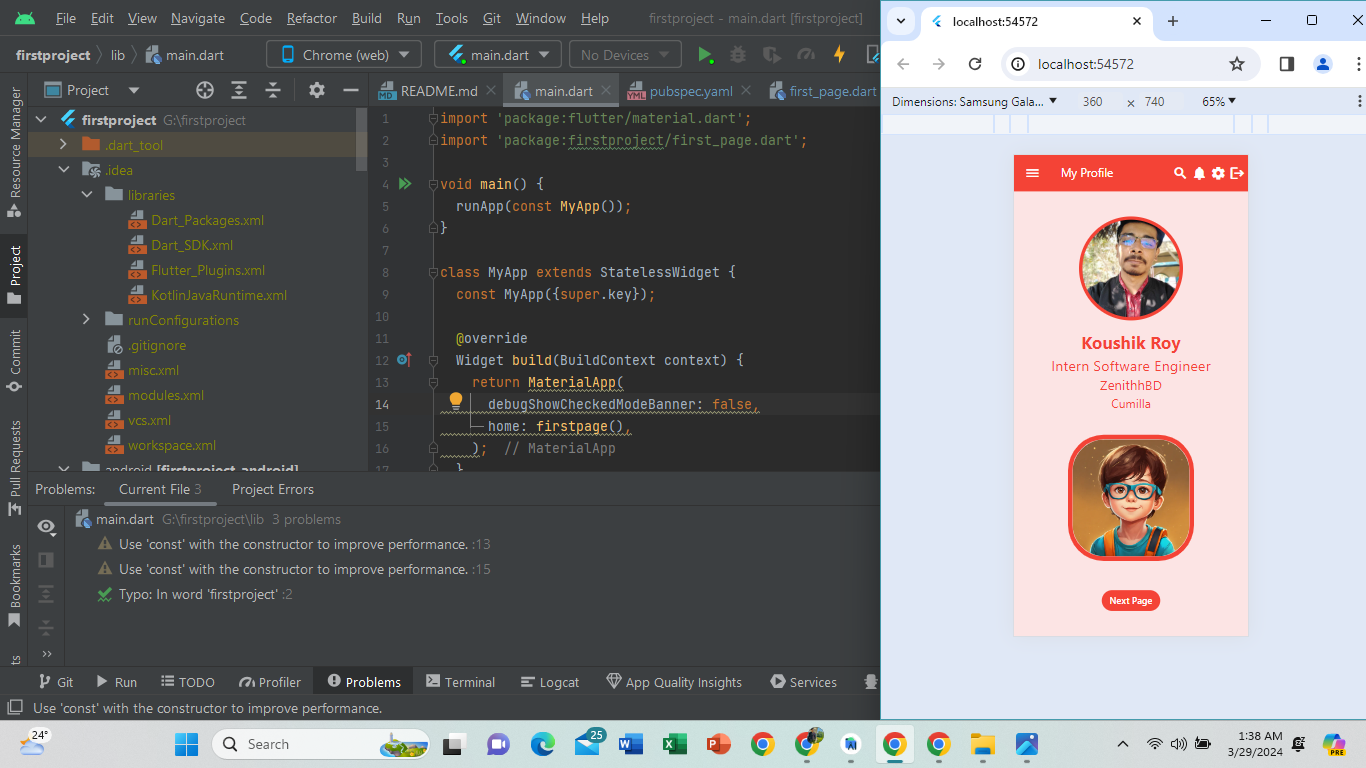 File Edit View Navigate Code Refactor Build Run Tools Git Window Help firstproject - main.dart [firstproject]
firstproject lib main.dart Chrome (web) main.dart No Devices
Project
README.md main.dart pubspec.yaml first_page.dart
Resource Manager
Project
Commit
Pull Requests
Bookmarks
firstproject G:\firstproject
.dart_tool
.idea
libraries
Dart_Packages.xml
Dart_SDK.xml
Flutter_Plugins.xml
KotlinJavaRuntime.xml
runConfigurations
.gitignore
misc.xml
modules.xml
vcs.xml
workspace.xml
android [firstproject_android]
1 import 'package:flutter/material.dart';
2 import 'package:firstproject/first_page.dart';
3
4 void main() {
5 runApp(const MyApp());
6 }
7
8 class MyApp extends StatelessWidget {
9 const MyApp({super.key});
10
11 @override
12 Widget build(BuildContext context) {
13 return MaterialApp(
14 debugShowCheckedModeBanner: false,
15 home: firstpage(),
16 ); // MaterialApp
17 }
Problems: Current File 3 Project Errors
main.dart G:\firstproject\lib 3 problems
Use 'const' with the constructor to improve performance. :13
Use 'const' with the constructor to improve performance. :15
Typo: In word 'firstproject' :2
Git Run TODO Profiler Problems Terminal Logcat App Quality Insights Services
Use 'const' with the constructor to improve performance.
localhost:54572
localhost:54572
Dimensions: Samsung Gala... 360 × 740 65%
My Profile
Koushik Roy
Intern Software Engineer
ZenithhBD
Cumilla
Next Page
24° Search 25 1:38 AM
3/29/2024
PRE